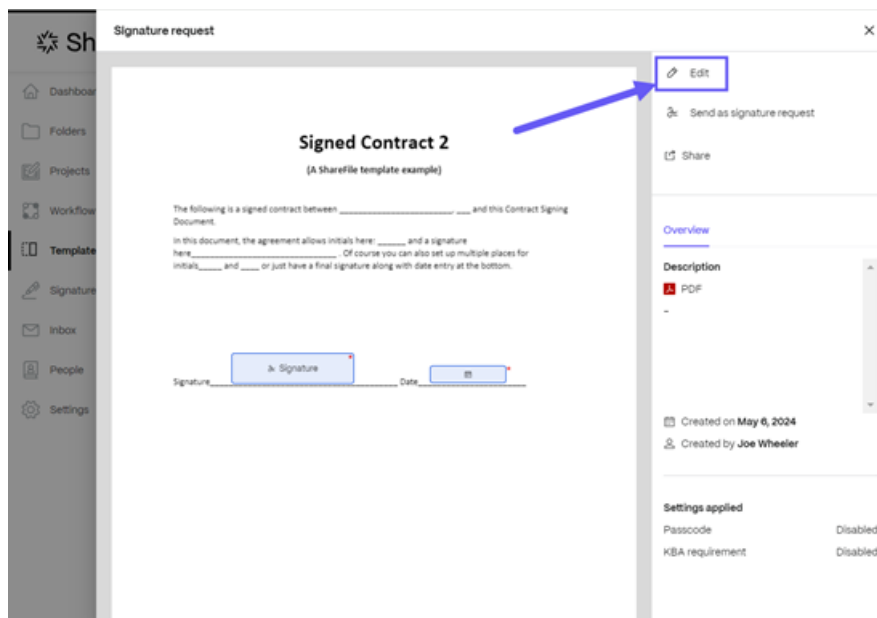 Sh
Signature request
Dashboar
Folders
Projects
Workflow
Template
Signature
Inbox
People
Settings
Signed Contract 2
(A ShareFile template example)
The following is a signed contract between ________________________, ___ and this Contract Signing
Document.
In this document, the agreement allows initials here: ______ and a signature
here______________________________ . Of course you can also set up multiple places for
initials_____ and ____ or just have a final signature along with date entry at the bottom.
Signature
*
*
Signature________________________________________ Date_______________________
Edit
Send as signature request
Share
Overview
Description
PDF
-
Created on May 6, 2024
Created by Joe Wheeler
Settings applied
Passcode Disabled
KBA requirement Disabled